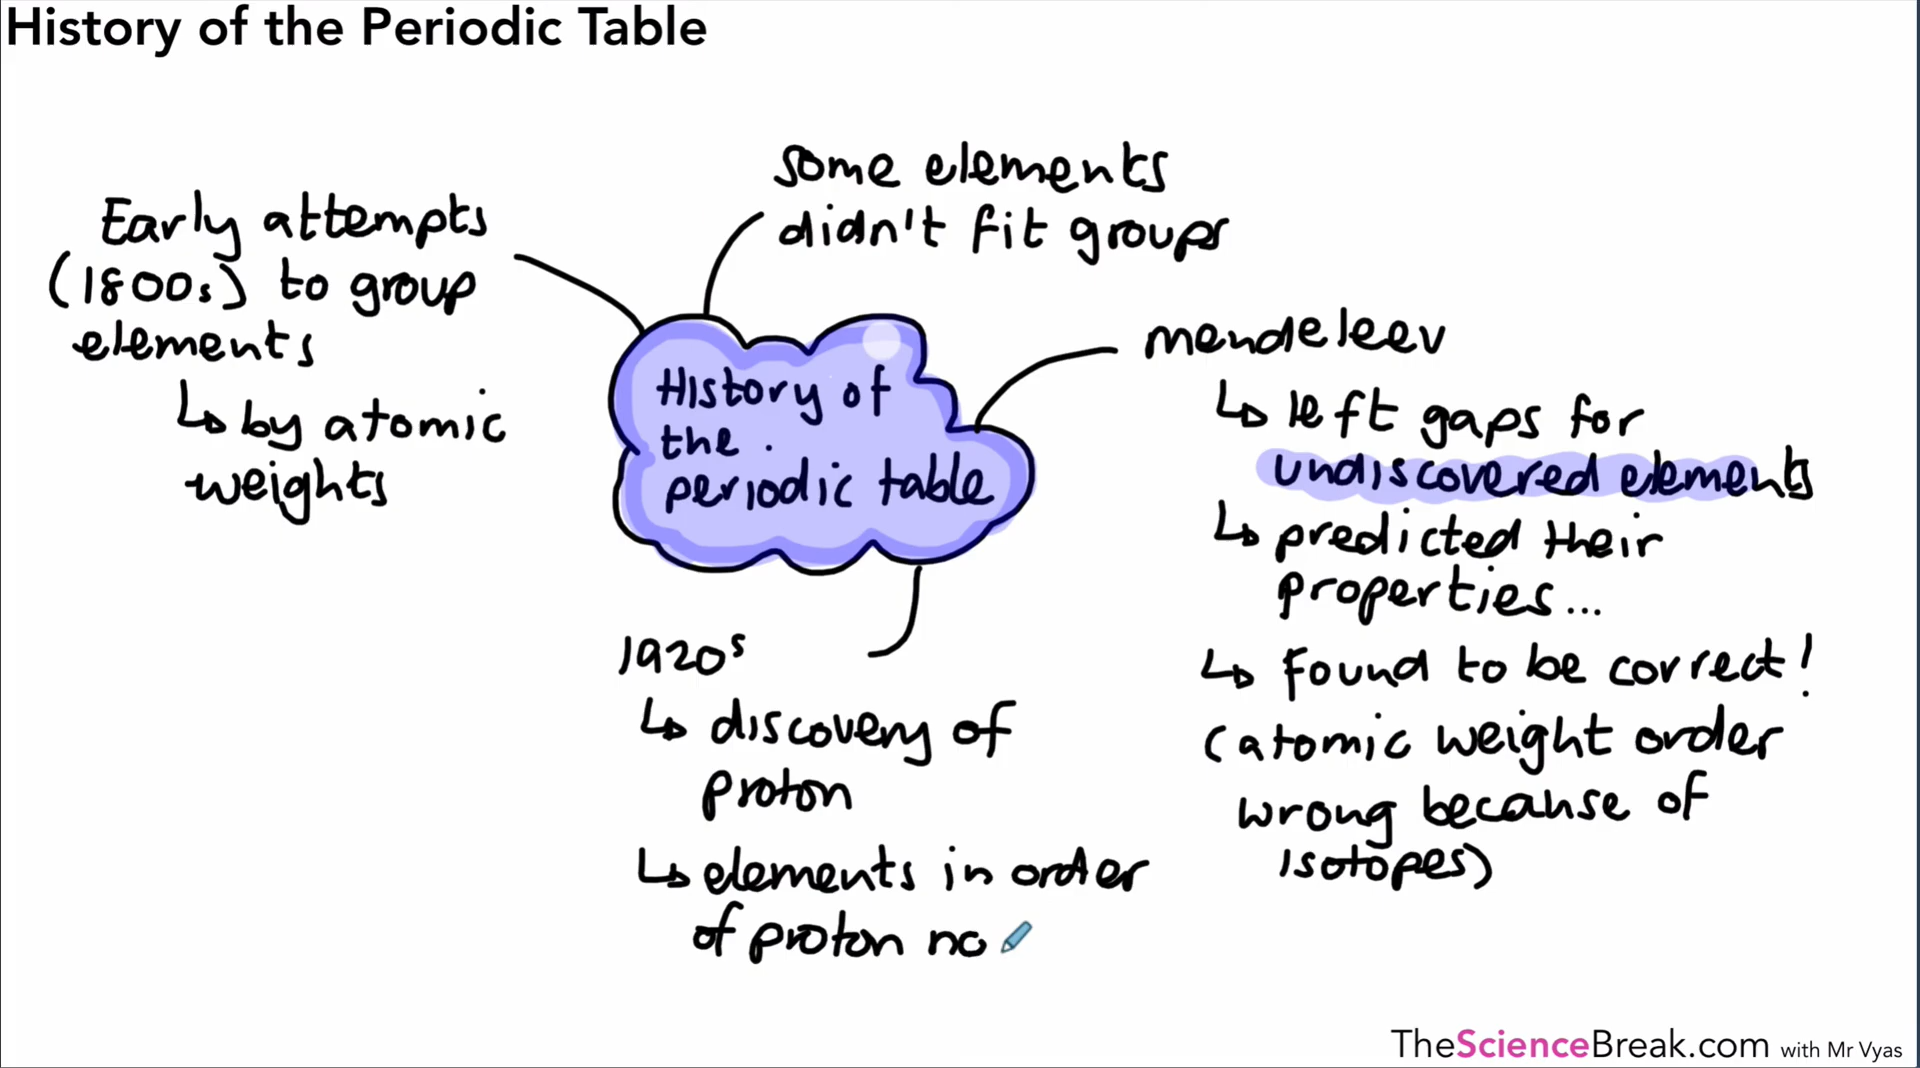 History of the Periodic Table
Early attempts
(1800s) to group
elements
↳ by atomic
weights
some elements
didn't fit groups
History of
the
periodic table
mendeleev
↳ left gaps for
undiscovered elements
↳ predicted their
properties...
↳ found to be correct!
(atomic weight order
wrong because of
isotopes)
1920s
↳ discovery of
proton
↳ elements in order
of proton no
TheScienceBreak.com with Mr Vyas